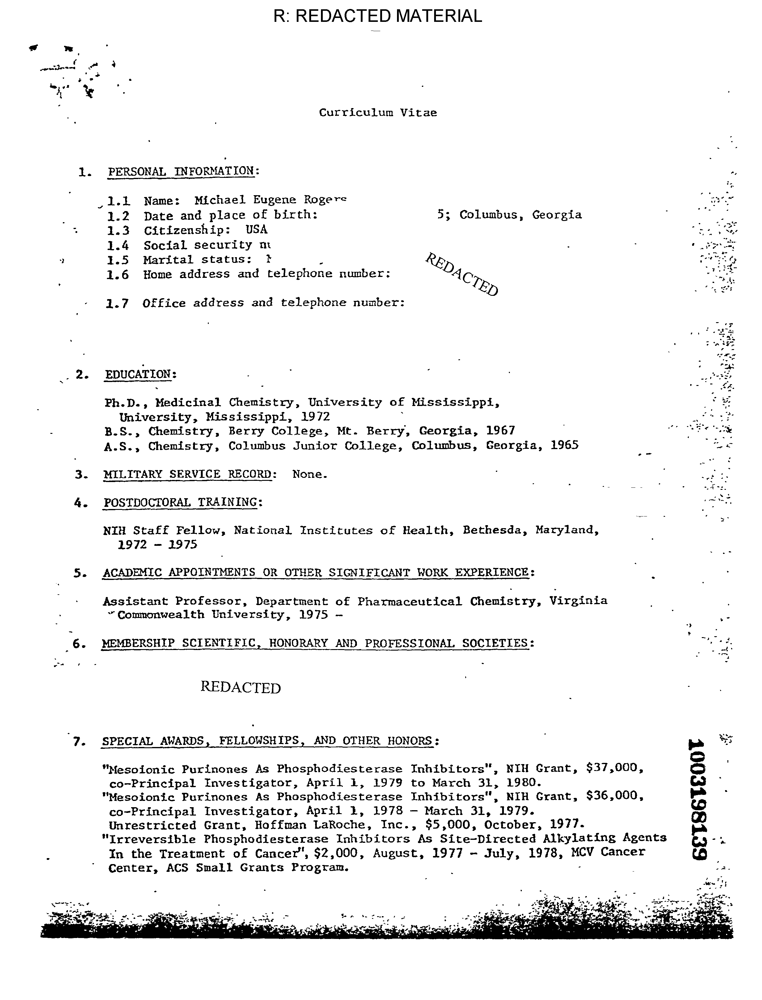 R: REDACTED MATERIAL
Curriculum Vitae
1. PERSONAL INFORMATION:
1.1 Name: Michael Eugene Rogers
1.2 Date and place of birth: 5; Columbus, Georgia
1.3 Citizenship: USA
1.4 Social security
1.5 Marital status:
1.6 Home address and telephone number:
REDACTED
1.7 Office address and telephone number:
2. EDUCATION:
Ph.D., Medicinal Chemistry, University of Mississippi,
University, Mississippi, 1972
B.S., Chemistry, Berry College, Mt. Berry, Georgia, 1967
A.S., Chemistry, Columbus Junior College, Columbus, Georgia, 1965
3. MILITARY SERVICE RECORD: None.
4. POSTDOCTORAL TRAINING:
NIH Staff Fellow, National Institutes of Health, Bethesda, Maryland,
1972 - 1975
5. ACADEMIC APPOINTMENTS OR OTHER SIGNIFICANT WORK EXPERIENCE:
Assistant Professor, Department of Pharmaceutical Chemistry, Virginia
Commonwealth University, 1975 -
6. MEMBERSHIP SCIENTIFIC, HONORARY AND PROFESSIONAL SOCIETIES:
REDACTED
7. SPECIAL AWARDS, FELLOWSHIPS, AND OTHER HONORS:
"Mesoionic Purinones As Phosphodiesterase Inhibitors", NIH Grant, $37,000,
co-Principal Investigator, April 1, 1979 to March 31, 1980.
"Mesoionic Purinones As Phosphodiesterase Inhibitors", NIH Grant, $36,000,
co-Principal Investigator, April 1, 1978 - March 31, 1979.
Unrestricted Grant, Hoffman LaRoche, Inc., $5,000, October, 1977.
"Irreversible Phosphodiesterase Inhibitors As Site-Directed Alkylating Agents
In the Treatment of Cancer", $2,000, August, 1977 - July, 1978, MCV Cancer
Center, ACS Small Grants Program.
1003198139